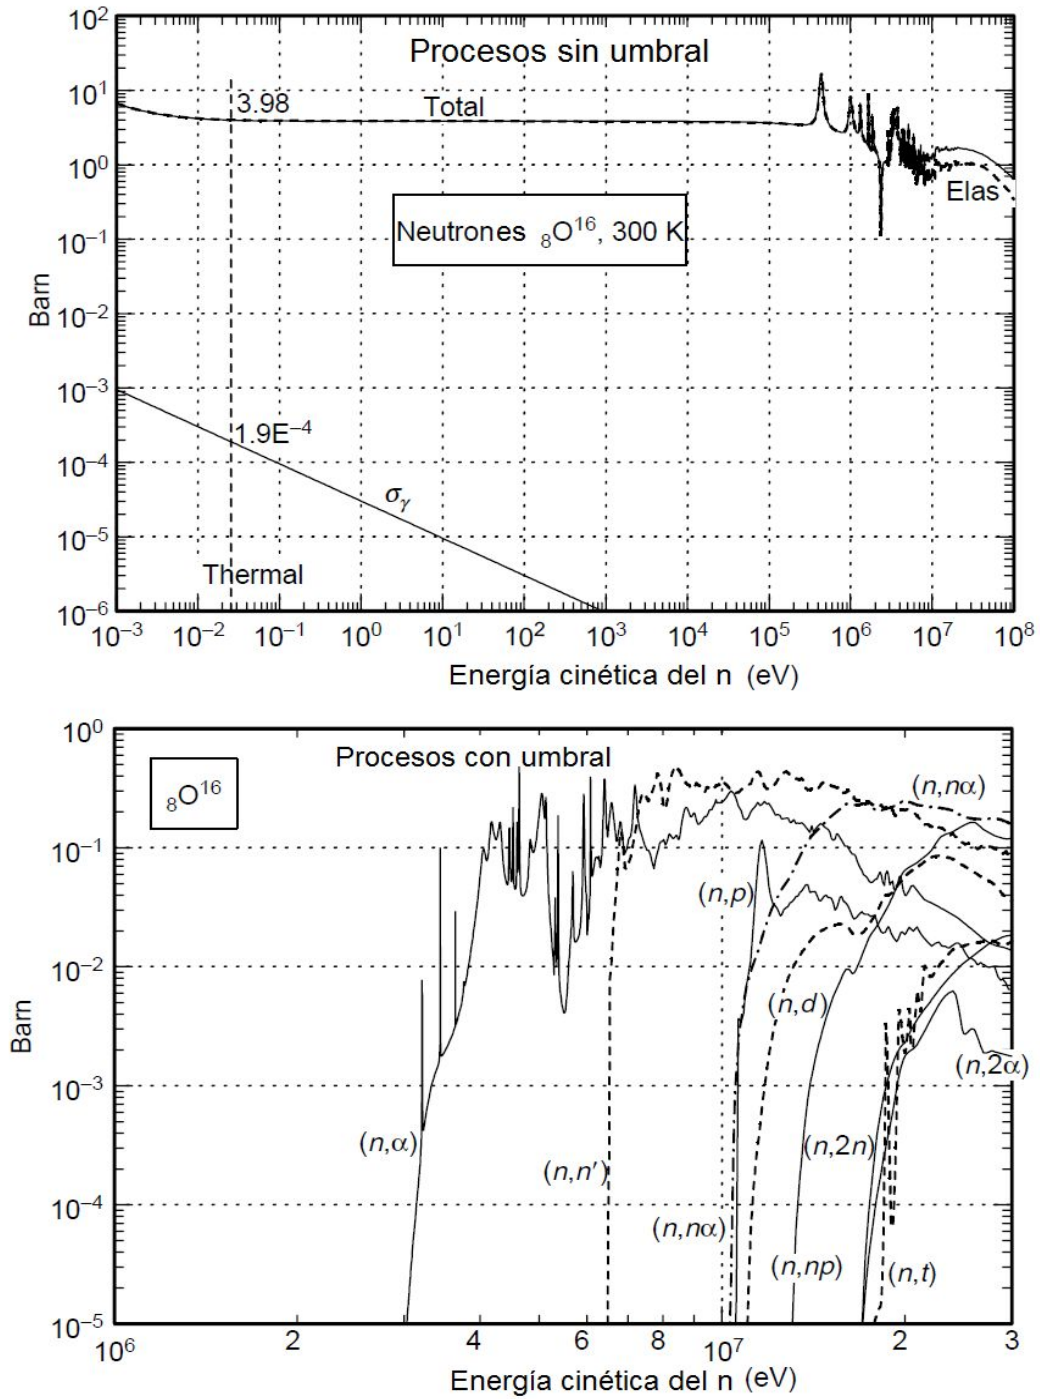 10²
Procesos sin umbral
10¹
3.98
Total
10⁰
Elas
Neutrones ₈O¹⁶, 300 K
10⁻¹
Barn
10⁻²
10⁻³
1.9E⁻⁴
10⁻⁴
σγ
10⁻⁵
Thermal
10⁻⁶
10⁻³ 10⁻² 10⁻¹ 10⁰ 10¹ 10² 10³ 10⁴ 10⁵ 10⁶ 10⁷ 10⁸
Energía cinética del n (eV)
10⁰
Procesos con umbral
₈O¹⁶
(n,nα)
10⁻¹
(n,p)
10⁻²
(n,d)
Barn
(n,2α)
10⁻³
(n,α)
(n,n′)
(n,2n)
10⁻⁴
(n,nα)
(n,np)
(n,t)
10⁻⁵
10⁶ 2 4 6 8 10⁷ 2 3
Energía cinética del n (eV)